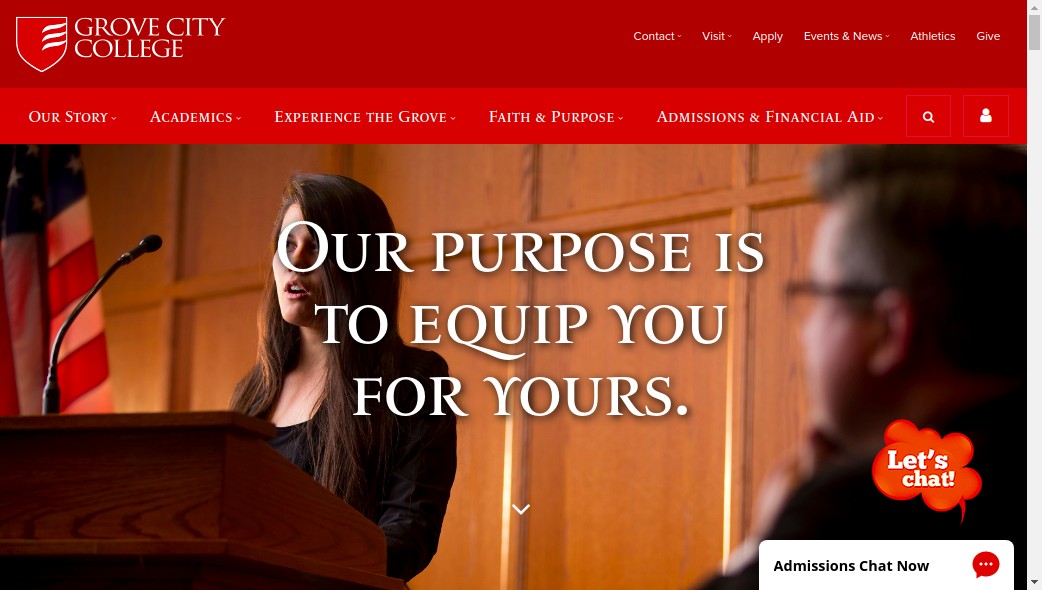 GROVE CITY
COLLEGE
Contact
Visit
Apply
Events & News
Athletics
Give
Our Story
Academics
Experience the Grove
Faith & Purpose
Admissions & Financial Aid
Our purpose is
to equip you
for yours.
Let's
chat!
Admissions Chat Now